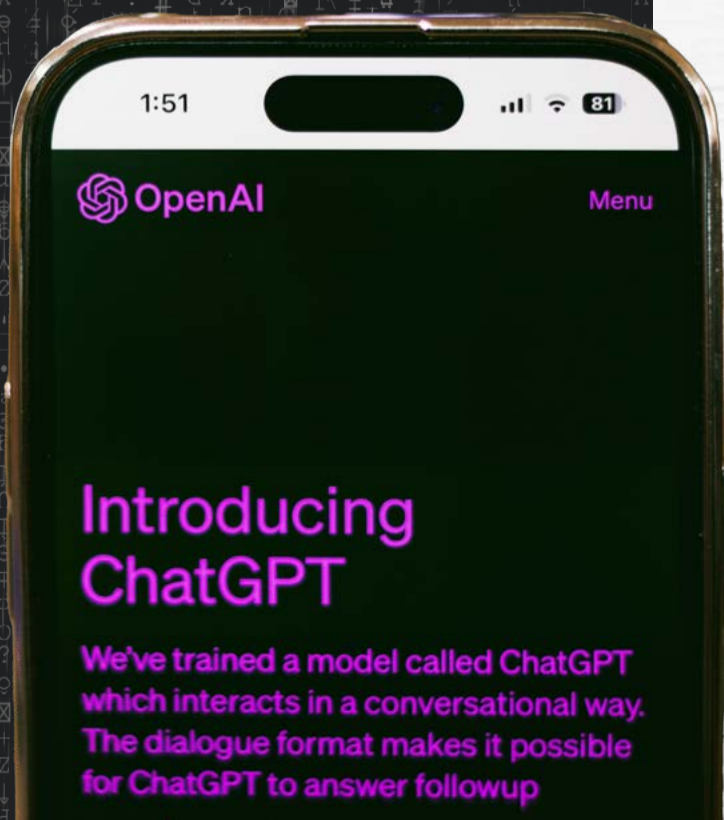 1:51
81
OpenAI
Menu
Introducing
ChatGPT
We've trained a model called ChatGPT
which interacts in a conversational way.
The dialogue format makes it possible
for ChatGPT to answer followup